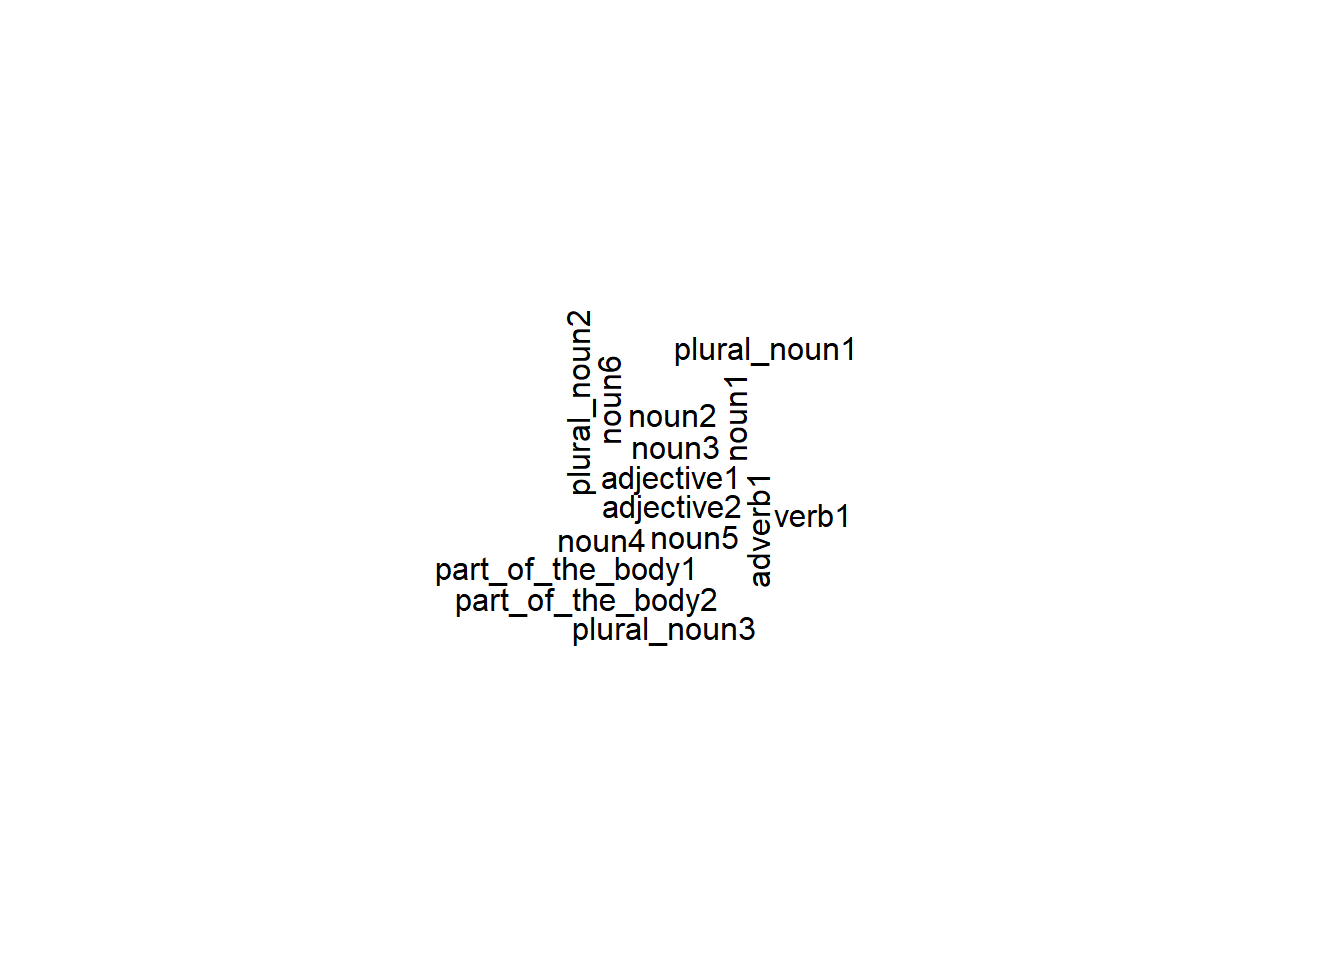 plural_noun2
plural_noun1
noun6
noun1
noun2
noun3
adjective1
adverb1
adjective2
verb1
noun4
noun5
part_of_the_body1
part_of_the_body2
plural_noun3